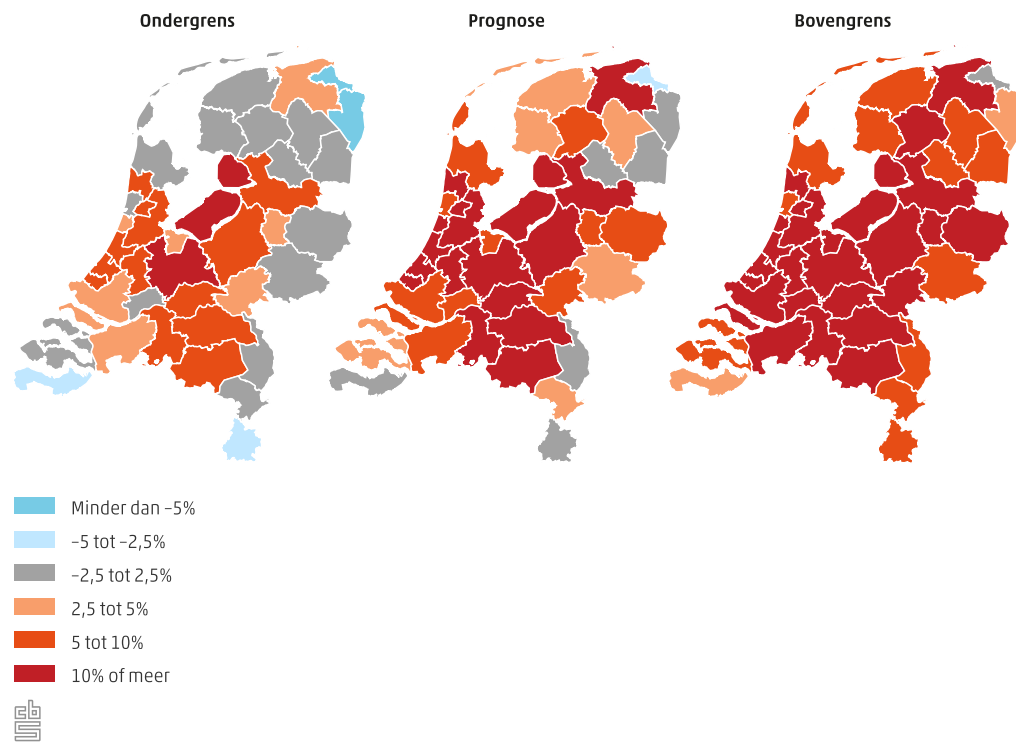 Ondergrens
Prognose
Bovengrens
Minder dan –5%
–5 tot –2,5%
–2,5 tot 2,5%
2,5 tot 5%
5 tot 10%
10% of meer
cbs